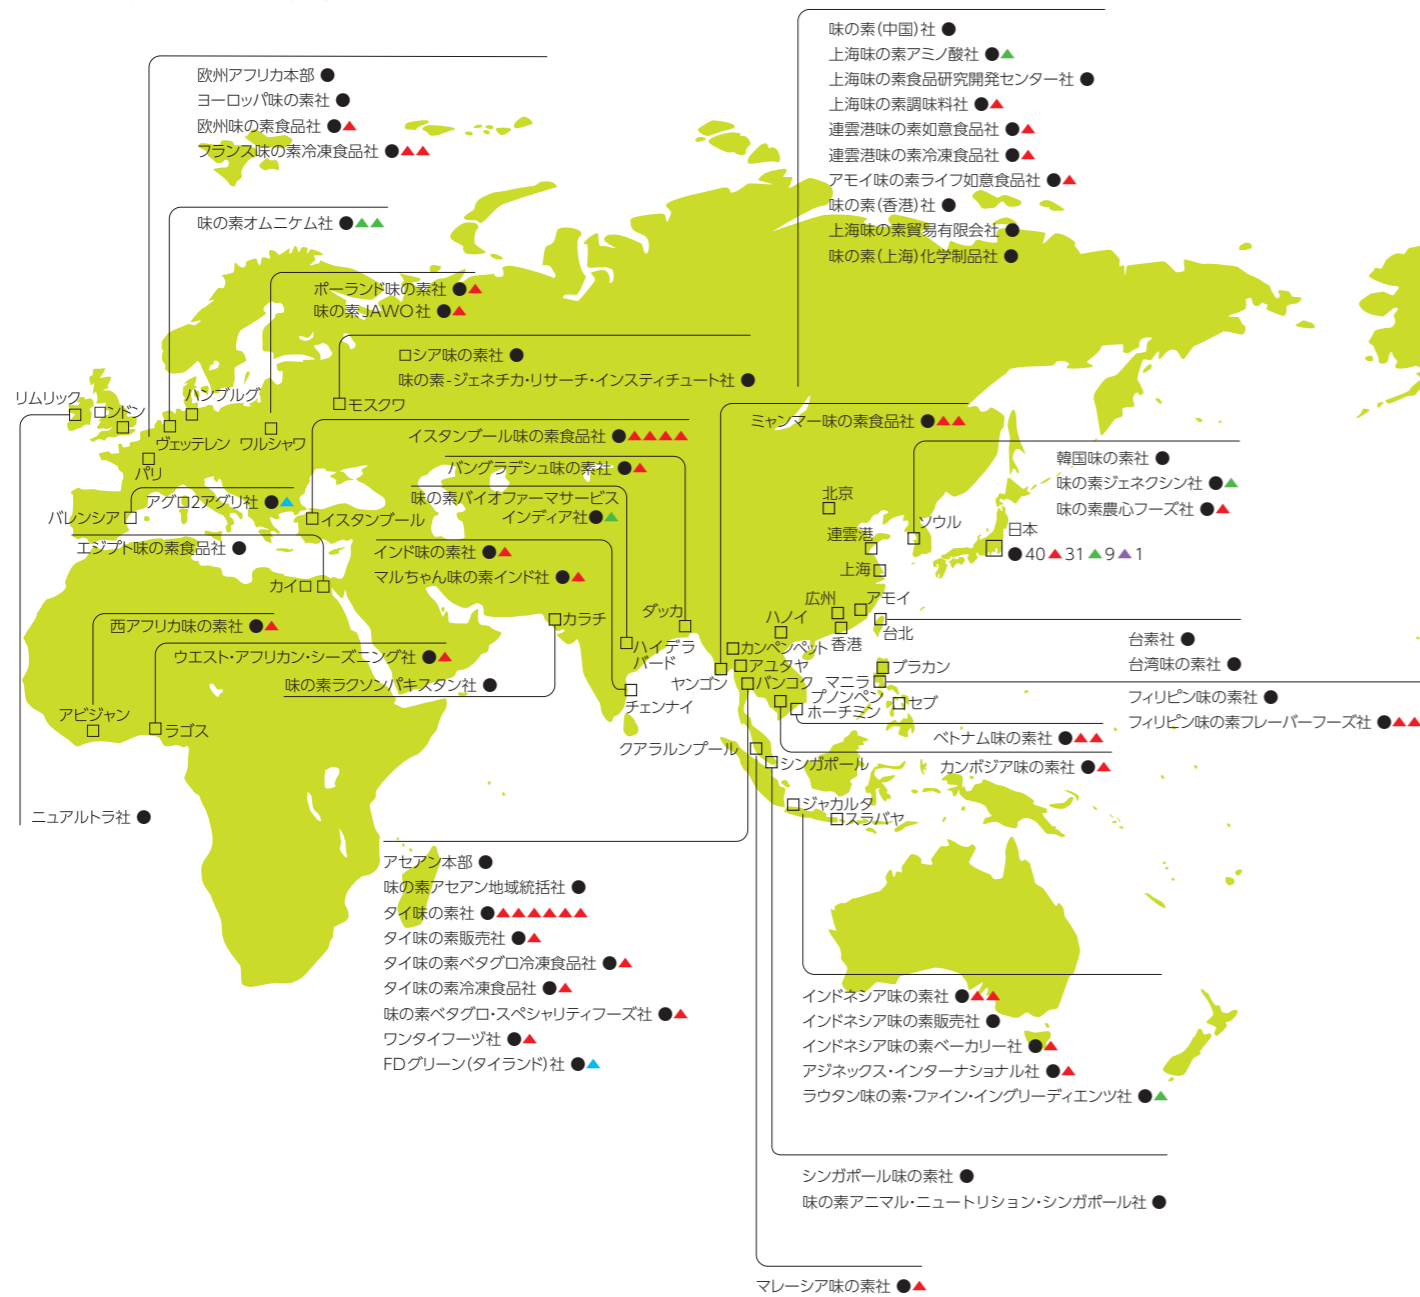 欧州アフリカ本部 ●
ヨーロッパ味の素社 ●
欧州味の素食品社 ●▲
フランス味の素冷凍食品社 ●▲▲
味の素オムニケム社 ●▲▲
ポーランド味の素社 ●▲
味の素JAWO社 ●▲
ロシア味の素社 ●
味の素-ジェネチカ・リサーチ・インスティチュート社 ●
味の素(中国)社 ●
上海味の素アミノ酸社 ●▲
上海味の素食品研究開発センター社 ●
上海味の素調味料社 ●▲
連雲港味の素如意食品社 ●▲
連雲港味の素冷凍食品社 ●▲
アモイ味の素ライフ如意食品社 ●▲
味の素(香港)社 ●
上海味の素貿易有限会社 ●
味の素(上海)化学制品社 ●
リムリック
ロンドン
ハンブルグ
ヴェッテレン
ワルシャワ
モスクワ
パリ
イスタンブール味の素食品社 ●▲▲▲▲
バングラデシュ味の素社 ●▲
味の素バイオファーマサービス
インディア社●▲
ミャンマー味の素食品社 ●▲▲
韓国味の素社 ●
味の素ジェネクシン社 ●▲
味の素農心フーズ社 ●▲
アグロ2アグリ社 ●▲
バレンシア
イスタンブール
エジプト味の素食品社 ●
カイロ
インド味の素社 ●▲
マルちゃん味の素インド社 ●▲
北京
連雲港
ソウル
日本
●40 ▲31 ▲9 ▲1
上海
広州
アモイ
香港
台北
ハノイ
西アフリカ味の素社 ●▲
ウエスト・アフリカン・シーズニング社 ●▲
味の素ラクソンパキスタン社 ●
カラチ
ダッカ
ハイデラ
バード
チェンナイ
ヤンゴン
カンペンペット
アユタヤ
バンコク
ブラカン
マニラ
プノンペン
ホーチミン
セブ
台素社 ●
台湾味の素社 ●
フィリピン味の素社 ●
フィリピン味の素フレーバーフーズ社 ●▲▲
アビジャン
ラゴス
クアラルンプール
シンガポール
ベトナム味の素社 ●▲▲
カンボジア味の素社 ●▲
ジャカルタ
スラバヤ
ニュアルトラ社 ●
アセアン本部 ●
味の素アセアン地域統括社 ●
タイ味の素社 ●▲▲▲▲▲▲
タイ味の素販売社 ●▲
タイ味の素ベタグロ冷凍食品社 ●▲
タイ味の素冷凍食品社 ●▲
味の素ベタグロ・スペシャリティフーズ社 ●▲
ワンタイフーヅ社 ●▲
FDグリーン(タイランド)社 ●▲
インドネシア味の素社 ●▲▲
インドネシア味の素販売社 ●
インドネシア味の素ベーカリー社 ●▲
アジネックス・インターナショナル社 ●▲
ラウタン味の素・ファイン・イングリーディエンツ社 ●▲
シンガポール味の素社 ●
味の素アニマル・ニュートリション・シンガポール社 ●
マレーシア味の素社 ●▲